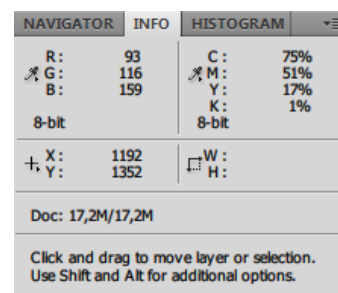 NAVIGATOR INFO HISTOGRAM
R: 93 C: 75%
G: 116 M: 51%
B: 159 Y: 17%
K: 1%
8-bit 8-bit
X: 1192 W:
Y: 1352 H:
Doc: 17,2M/17,2M
Click and drag to move layer or selection.
Use Shift and Alt for additional options.